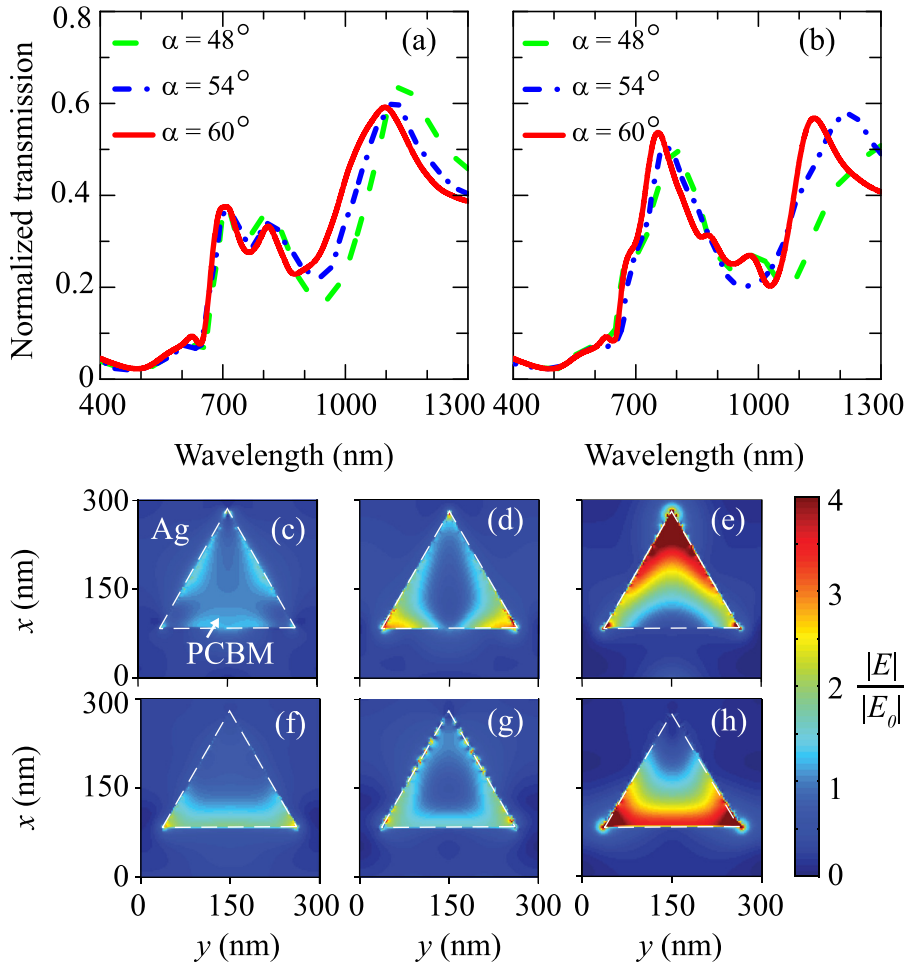 (a)
(b)
α = 48°
α = 54°
α = 60°
α = 48°
α = 54°
α = 60°
Normalized transmission
0.8
0.6
0.4
0.2
0
400 700 1000 1300
400 700 1000 1300
Wavelength (nm)
Wavelength (nm)
300
150
0
x (nm)
Ag
(c)
PCBM
(d)
(e)
300
150
0
x (nm)
(f)
(g)
(h)
0 150 300
0 150 300
0 150 300
y (nm)
y (nm)
y (nm)
4
3
2
1
0
|E|
|E0|